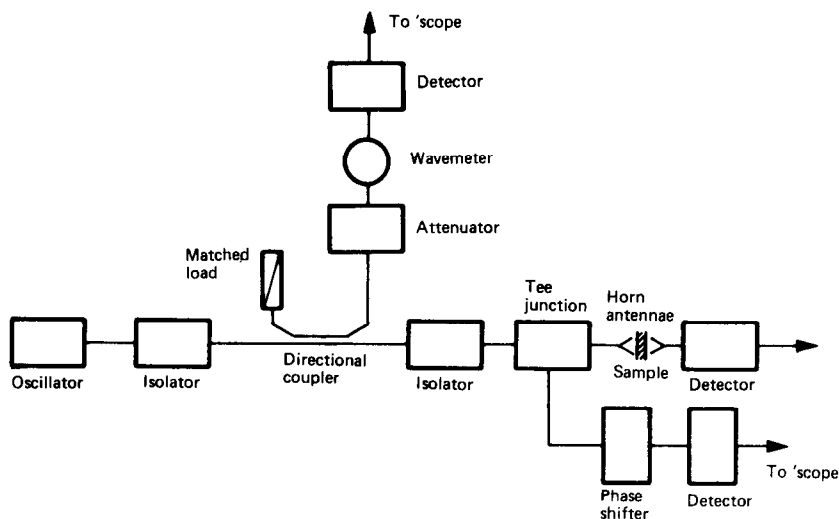 To 'scope
Detector
Wavemeter
Attenuator
Matched
load
Tee
junction
Horn
antennae
Directional
coupler
Oscillator
Isolator
Isolator
Sample
Detector
To 'scope
Phase
shifter
Detector